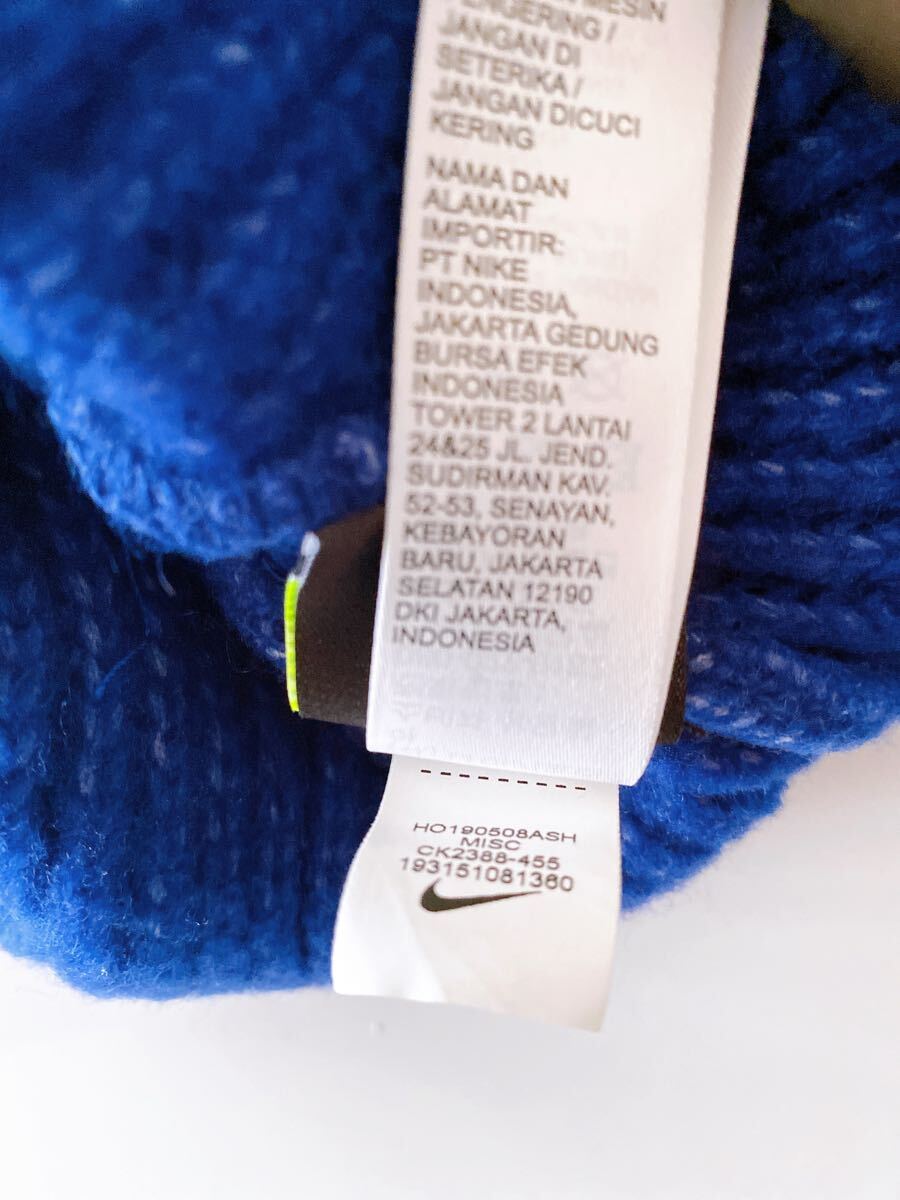 MESIN
PENGERING /
JANGAN DI
SETERIKA /
JANGAN DICUCI
KERING
NAMA DAN
ALAMAT
IMPORTIR:
PT NIKE
INDONESIA,
JAKARTA GEDUNG
BURSA EFEK
INDONESIA
TOWER 2 LANTAI
24&25 JL. JEND.
SUDIRMAN KAV.
52-53, SENAYAN,
KEBAYORAN
BARU, JAKARTA
SELATAN 12190
DKI JAKARTA,
INDONESIA
HO190508ASH
MISC
CK2388-455
193151081360